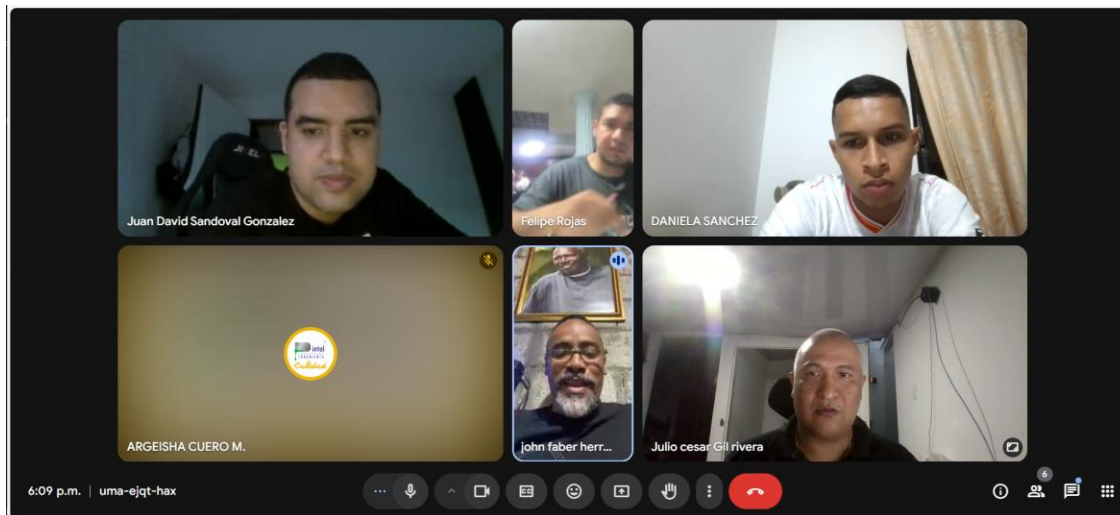 Juan David Sandoval Gonzalez
Felipe Rojas
DANIELA SANCHEZ
ARGEISHA CUERO M.
john faber herr...
Julio cesar Gil rivera
6:09 p.m. | uma-ejqt-hax
CC
6